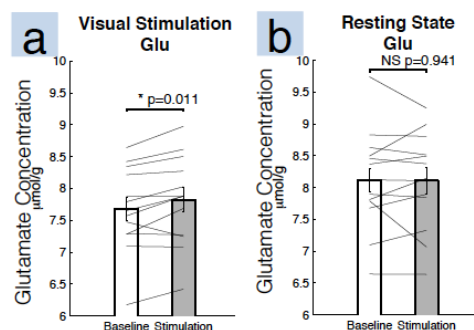 a
Visual Stimulation
Glu
Glutamate Concentration
μmol/g
10
9.5
9
8.5
8
7.5
7
6.5
6
* p=0.011
Baseline Stimulation
b
Resting State
Glu
Glutamate Concentration
μmol/g
10
9.5
9
8.5
8
7.5
7
6.5
6
NS p=0.941
Baseline Stimulation